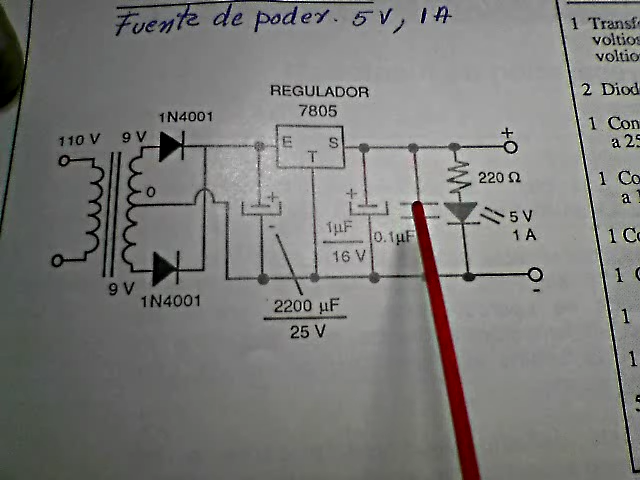 Fuente de poder. 5V, 1A
REGULADOR
7805
1N4001
110 V
9 V
E
S
T
+
0
220 Ω
+
+
1µF
16 V
0.1µF
5 V
1 A
-
9 V
1N4001
2200 µF
25 V
-
1 Transf
voltios
voltio
2 Diod
1 Con
a 25
1 Co
a 1
1 Co
1 C
1
1
5